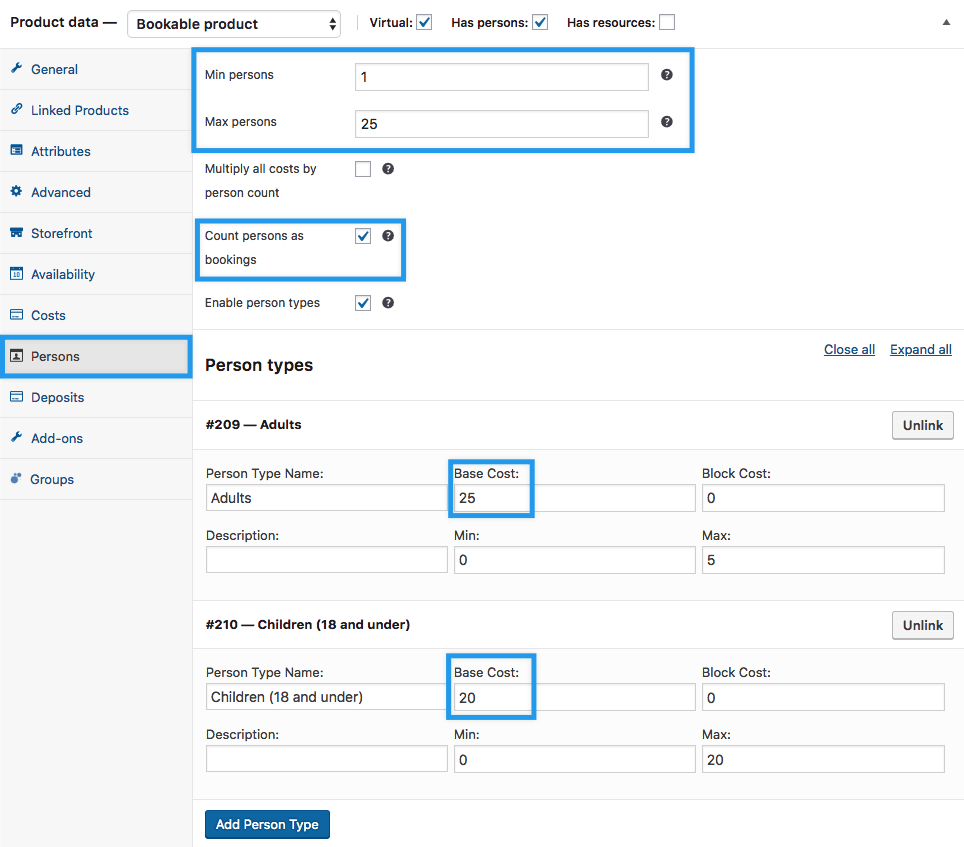 Product data — Bookable product Virtual: Has persons: Has resources:
General
Linked Products
Attributes
Advanced
Storefront
10 Availability
Costs
Persons
Deposits
Add-ons
Groups
Min persons 1 ?
Max persons 25 ?
Multiply all costs by ?
person count
Count persons as ?
bookings
Enable person types ?
Person types Close all Expand all
#209 — Adults Unlink
Person Type Name: Base Cost: Block Cost:
Adults 25 0
Description: Min: Max:
0 5
#210 — Children (18 and under) Unlink
Person Type Name: Base Cost: Block Cost:
Children (18 and under) 20 0
Description: Min: Max:
0 20
Add Person Type